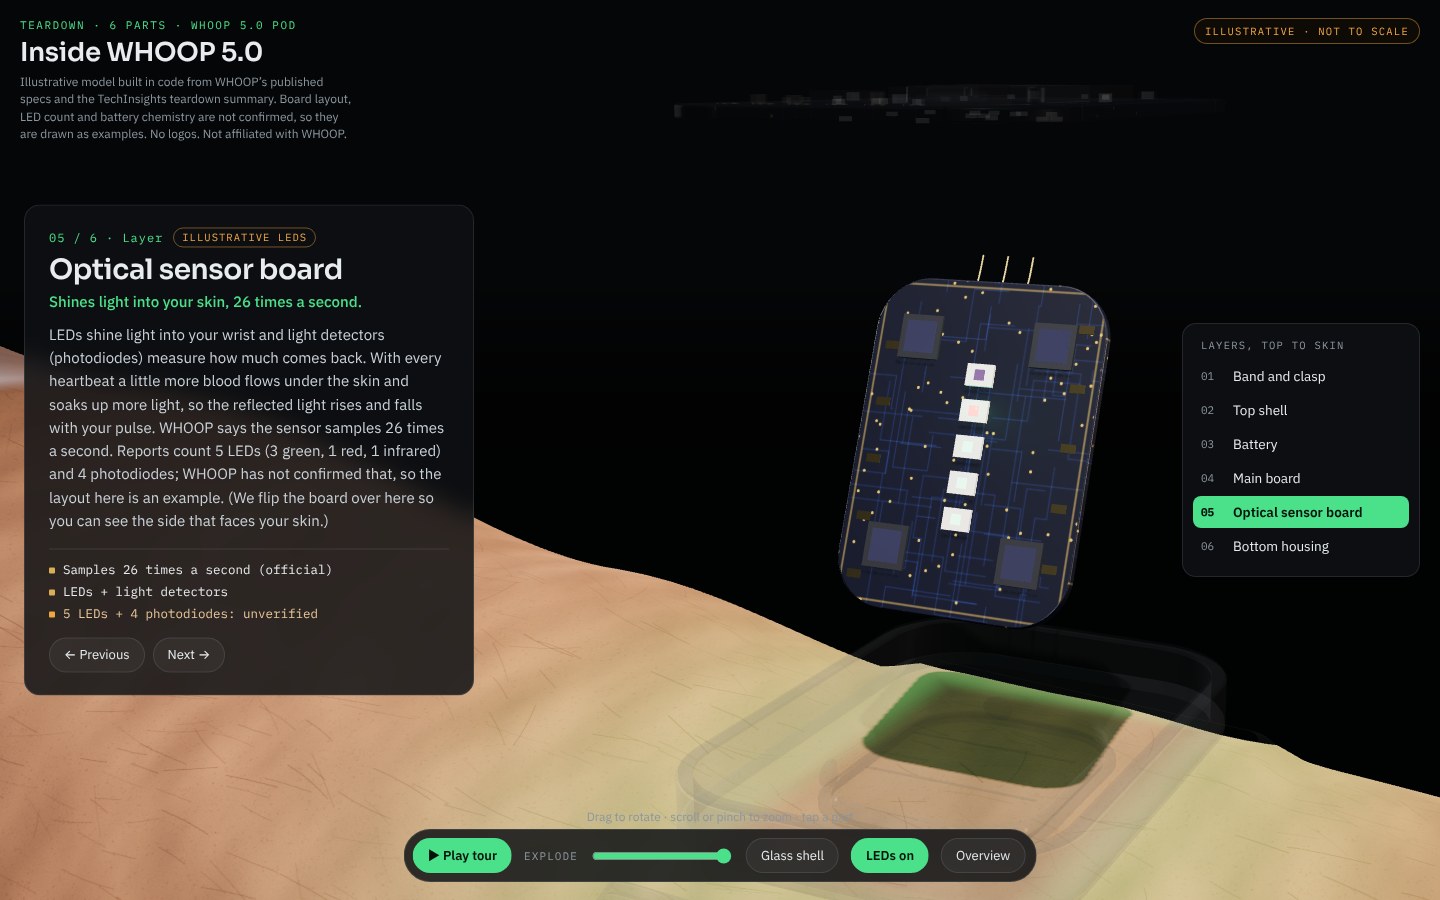 TEARDOWN · 6 PARTS · WHOOP 5.0 POD
Inside WHOOP 5.0
Illustrative model built in code from WHOOP’s published
specs and the TechInsights teardown summary. Board layout,
LED count and battery chemistry are not confirmed, so they
are drawn as examples. No logos. Not affiliated with WHOOP.
ILLUSTRATIVE · NOT TO SCALE
05 / 6 · Layer ILLUSTRATIVE LEDS
Optical sensor board
Shines light into your skin, 26 times a second.
LEDs shine light into your wrist and light detectors
(photodiodes) measure how much comes back. With every
heartbeat a little more blood flows under the skin and
soaks up more light, so the reflected light rises and falls
with your pulse. WHOOP says the sensor samples 26 times
a second. Reports count 5 LEDs (3 green, 1 red, 1 infrared)
and 4 photodiodes; WHOOP has not confirmed that, so the
layout here is an example. (We flip the board over here so
you can see the side that faces your skin.)
Samples 26 times a second (official)
LEDs + light detectors
5 LEDs + 4 photodiodes: unverified
← Previous
Next →
LAYERS, TOP TO SKIN
01 Band and clasp
02 Top shell
03 Battery
04 Main board
05 Optical sensor board
06 Bottom housing
Drag to rotate · scroll or pinch to zoom · tap a
▶ Play tour
EXPLODE
Glass shell
LEDs on
Overview